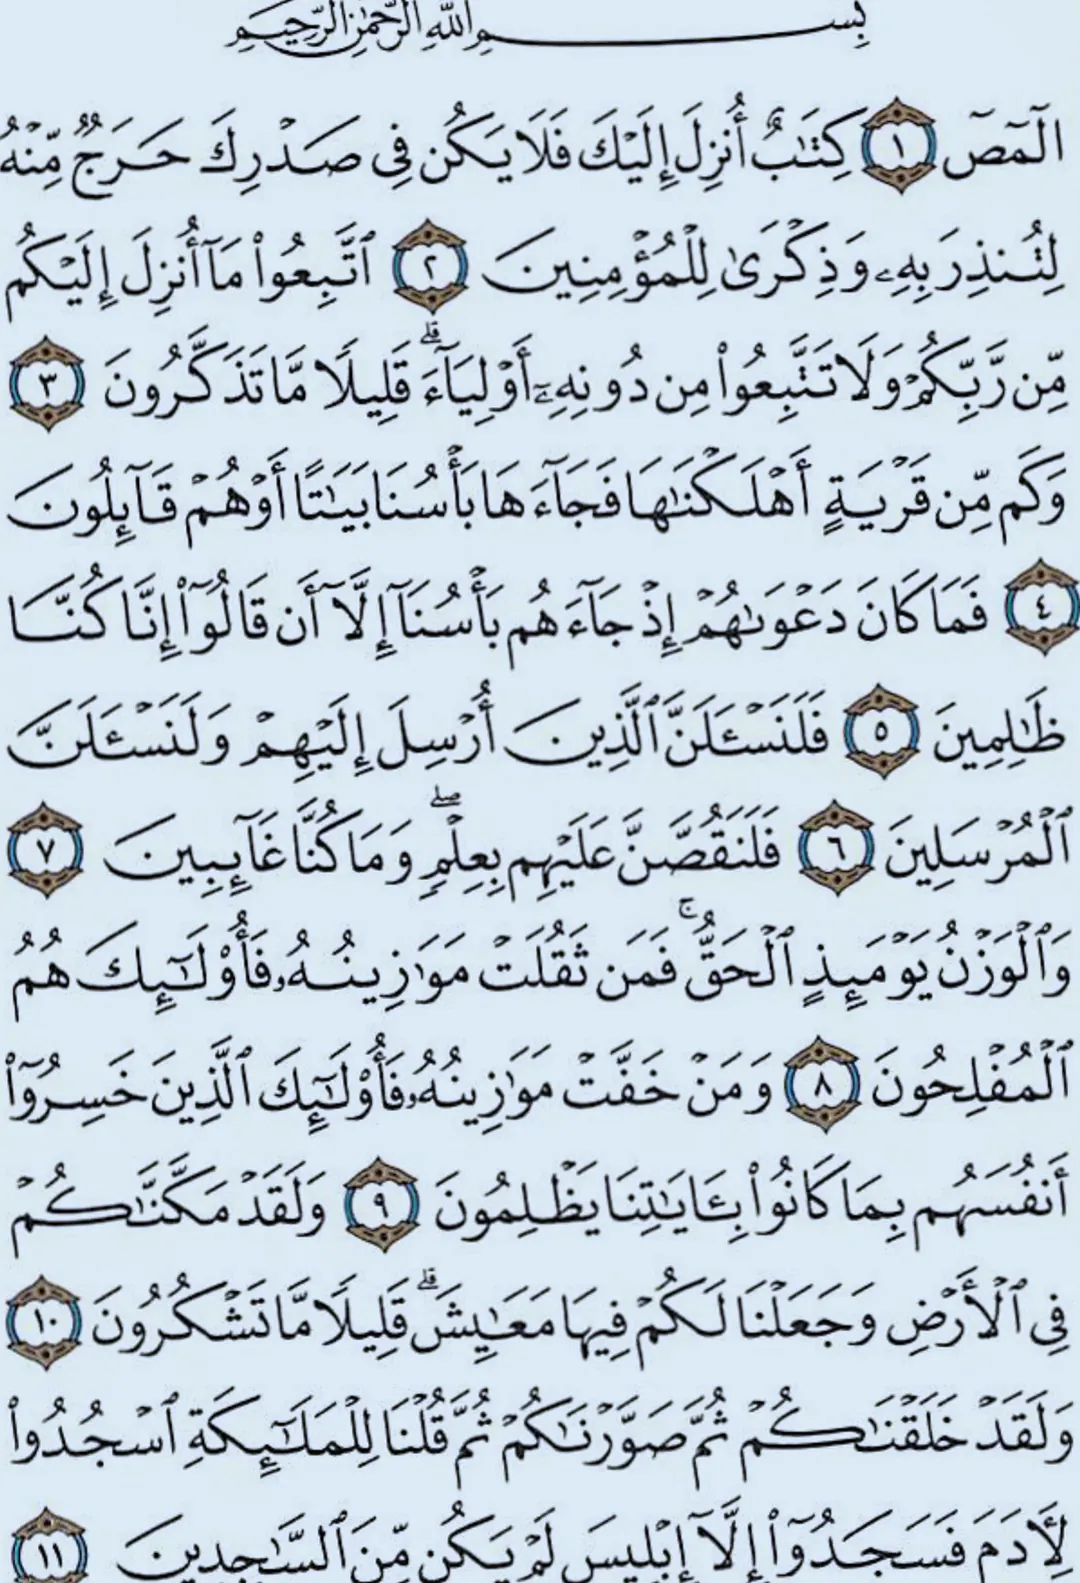 بِسْمِ ٱللَّهِ ٱلرَّحْمَٰنِ ٱلرَّحِيمِ
الٓمٓصٓ ١ كِتَٰبٌ أُنزِلَ إِلَيْكَ فَلَا يَكُن فِى صَدْرِكَ حَرَجٌ مِّنْهُ
لِتُنذِرَ بِهِۦ وَذِكْرَىٰ لِلْمُؤْمِنِينَ ٢ ٱتَّبِعُوا۟ مَآ أُنزِلَ إِلَيْكُم
مِّن رَّبِّكُمْ وَلَا تَتَّبِعُوا۟ مِن دُونِهِۦٓ أَوْلِيَآءَ ۗ قَلِيلًا مَّا تَذَكَّرُونَ ٣
وَكَم مِّن قَرْيَةٍ أَهْلَكْنَٰهَا فَجَآءَهَا بَأْسُنَا بَيَٰتًا أَوْ هُمْ قَآئِلُونَ
٤ فَمَا كَانَ دَعْوَىٰهُمْ إِذْ جَآءَهُم بَأْسُنَآ إِلَّآ أَن قَالُوٓا۟ إِنَّا كُنَّا
ظَٰلِمِينَ ٥ فَلَنَسْـَٔلَنَّ ٱلَّذِينَ أُرْسِلَ إِلَيْهِمْ وَلَنَسْـَٔلَنَّ
ٱلْمُرْسَلِينَ ٦ فَلَنَقُصَّنَّ عَلَيْهِم بِعِلْمٍ ۖ وَمَا كُنَّا غَآئِبِينَ ٧
وَٱلْوَزْنُ يَوْمَئِذٍ ٱلْحَقُّ ۚ فَمَن ثَقُلَتْ مَوَٰزِينُهُۥ فَأُو۟لَٰٓئِكَ هُمُ
ٱلْمُفْلِحُونَ ٨ وَمَنْ خَفَّتْ مَوَٰزِينُهُۥ فَأُو۟لَٰٓئِكَ ٱلَّذِينَ خَسِرُوٓا۟
أَنفُسَهُم بِمَا كَانُوا۟ بِـَٔايَٰتِنَا يَظْلِمُونَ ٩ وَلَقَدْ مَكَّنَّٰكُمْ
فِى ٱلْأَرْضِ وَجَعَلْنَا لَكُمْ فِيهَا مَعَٰيِشَ ۗ قَلِيلًا مَّا تَشْكُرُونَ ١٠
وَلَقَدْ خَلَقْنَٰكُمْ ثُمَّ صَوَّرْنَٰكُمْ ثُمَّ قُلْنَا لِلْمَلَٰٓئِكَةِ ٱسْجُدُوا۟
لِـَٔادَمَ فَسَجَدُوٓا۟ إِلَّآ إِبْلِيسَ لَمْ يَكُن مِّنَ ٱلسَّٰجِدِينَ ١١